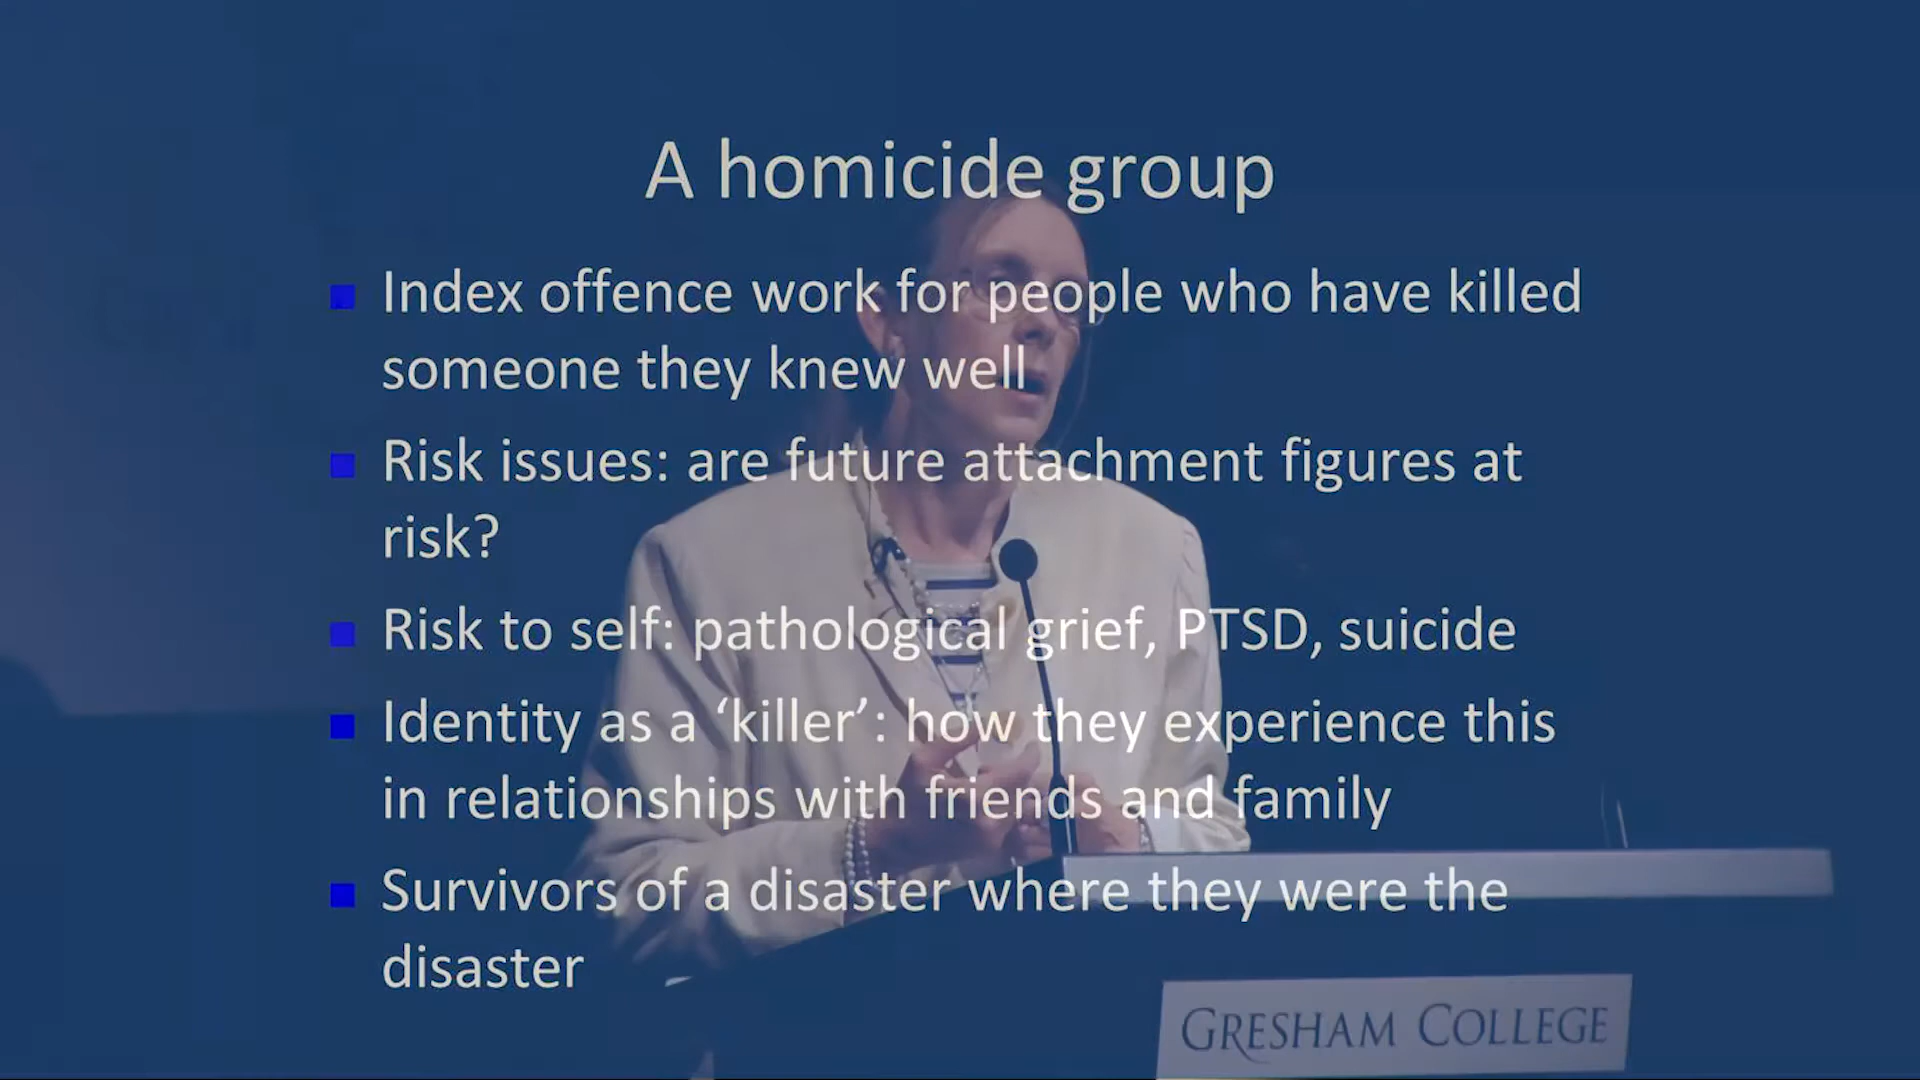 A homicide group
Index offence work for people who have killed
someone they knew well
Risk issues: are future attachment figures at
risk?
Risk to self: pathological grief, PTSD, suicide
Identity as a ‘killer’: how they experience this
in relationships with friends and family
Survivors of a disaster where they were the
disaster
GRESHAM COLLEGE